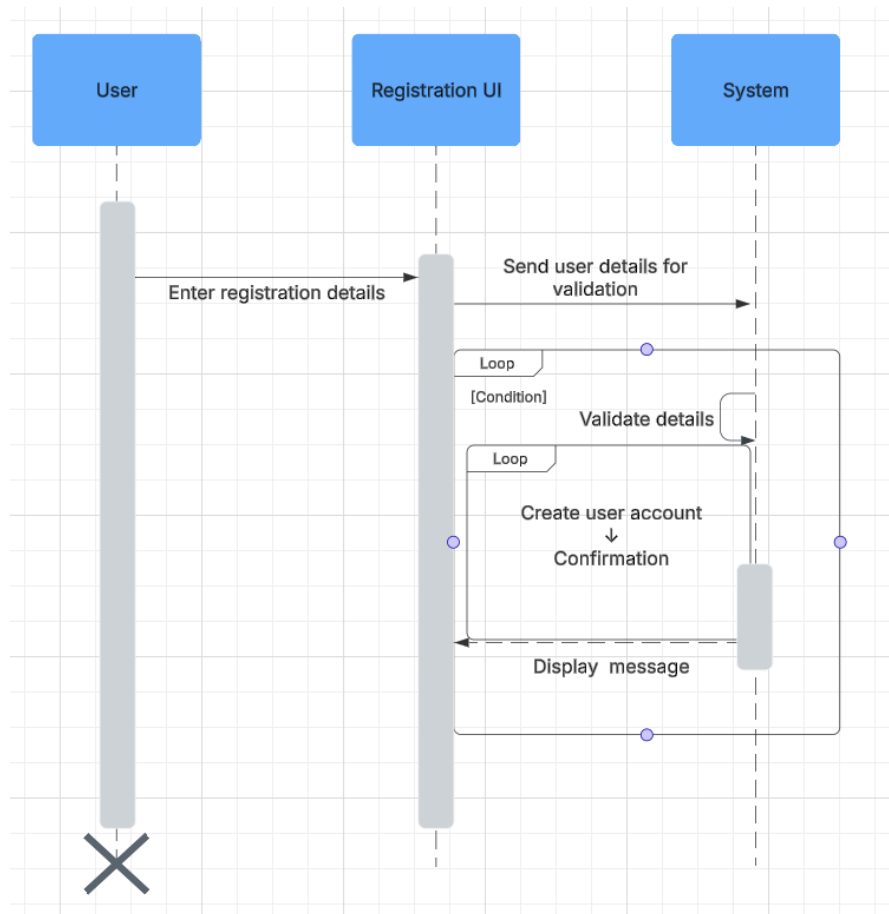 User
Registration UI
System
Send user details for
validation
Enter registration details
Loop
[Condition]
Validate details
Loop
Create user account
↓
Confirmation
Display message